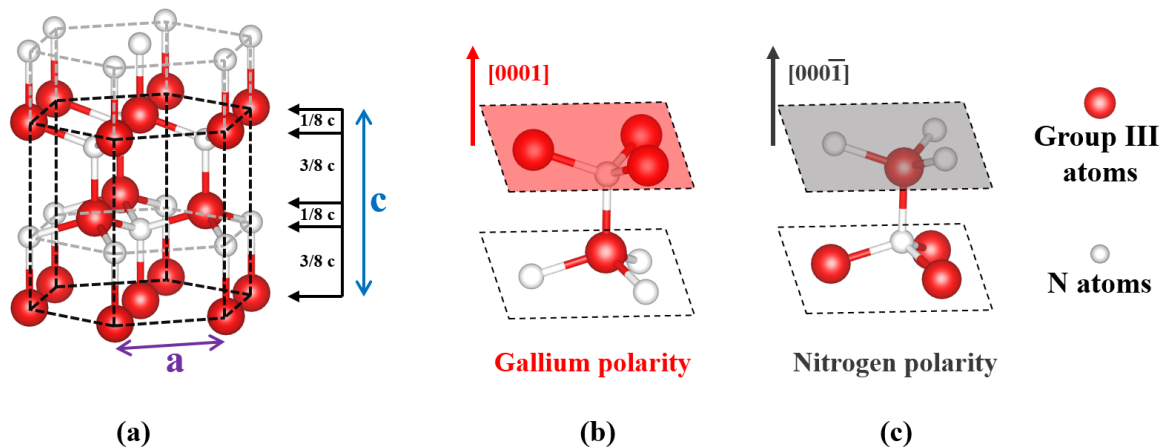 1/8 c
3/8 c
1/8 c
3/8 c
c
a
(a)
[0001]
Gallium polarity
(b)
[0001̅]
Nitrogen polarity
(c)
Group III
atoms
N atoms